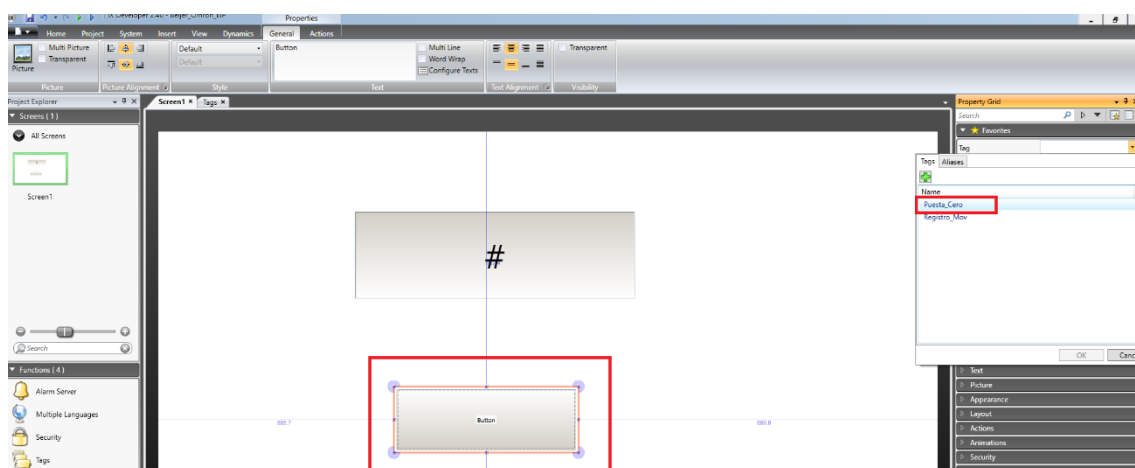 iX Developer 2.40 - Beijer_Omron_EIP
Properties
Home Project System Insert View Dynamics General Actions
Multi Picture
Transparent
Picture
Default
Default
Button
Multi Line
Word Wrap
Configure Texts
Transparent
Picture
Picture Alignment
Style
Text
Text Alignment
Visibility
Project Explorer
Screen1
Tags
Property Grid
Screens ( 1 )
Search
All Screens
Favorites
Tag
Tags Aliases
Name
Puesta_Cero
Screen1
Registro_Mov
#
Search
OK
Canc
Functions ( 4 )
Text
Picture
Alarm Server
Appearance
Layout
Multiple Languages
Button
Actions
Security
Animations
Security
Tags